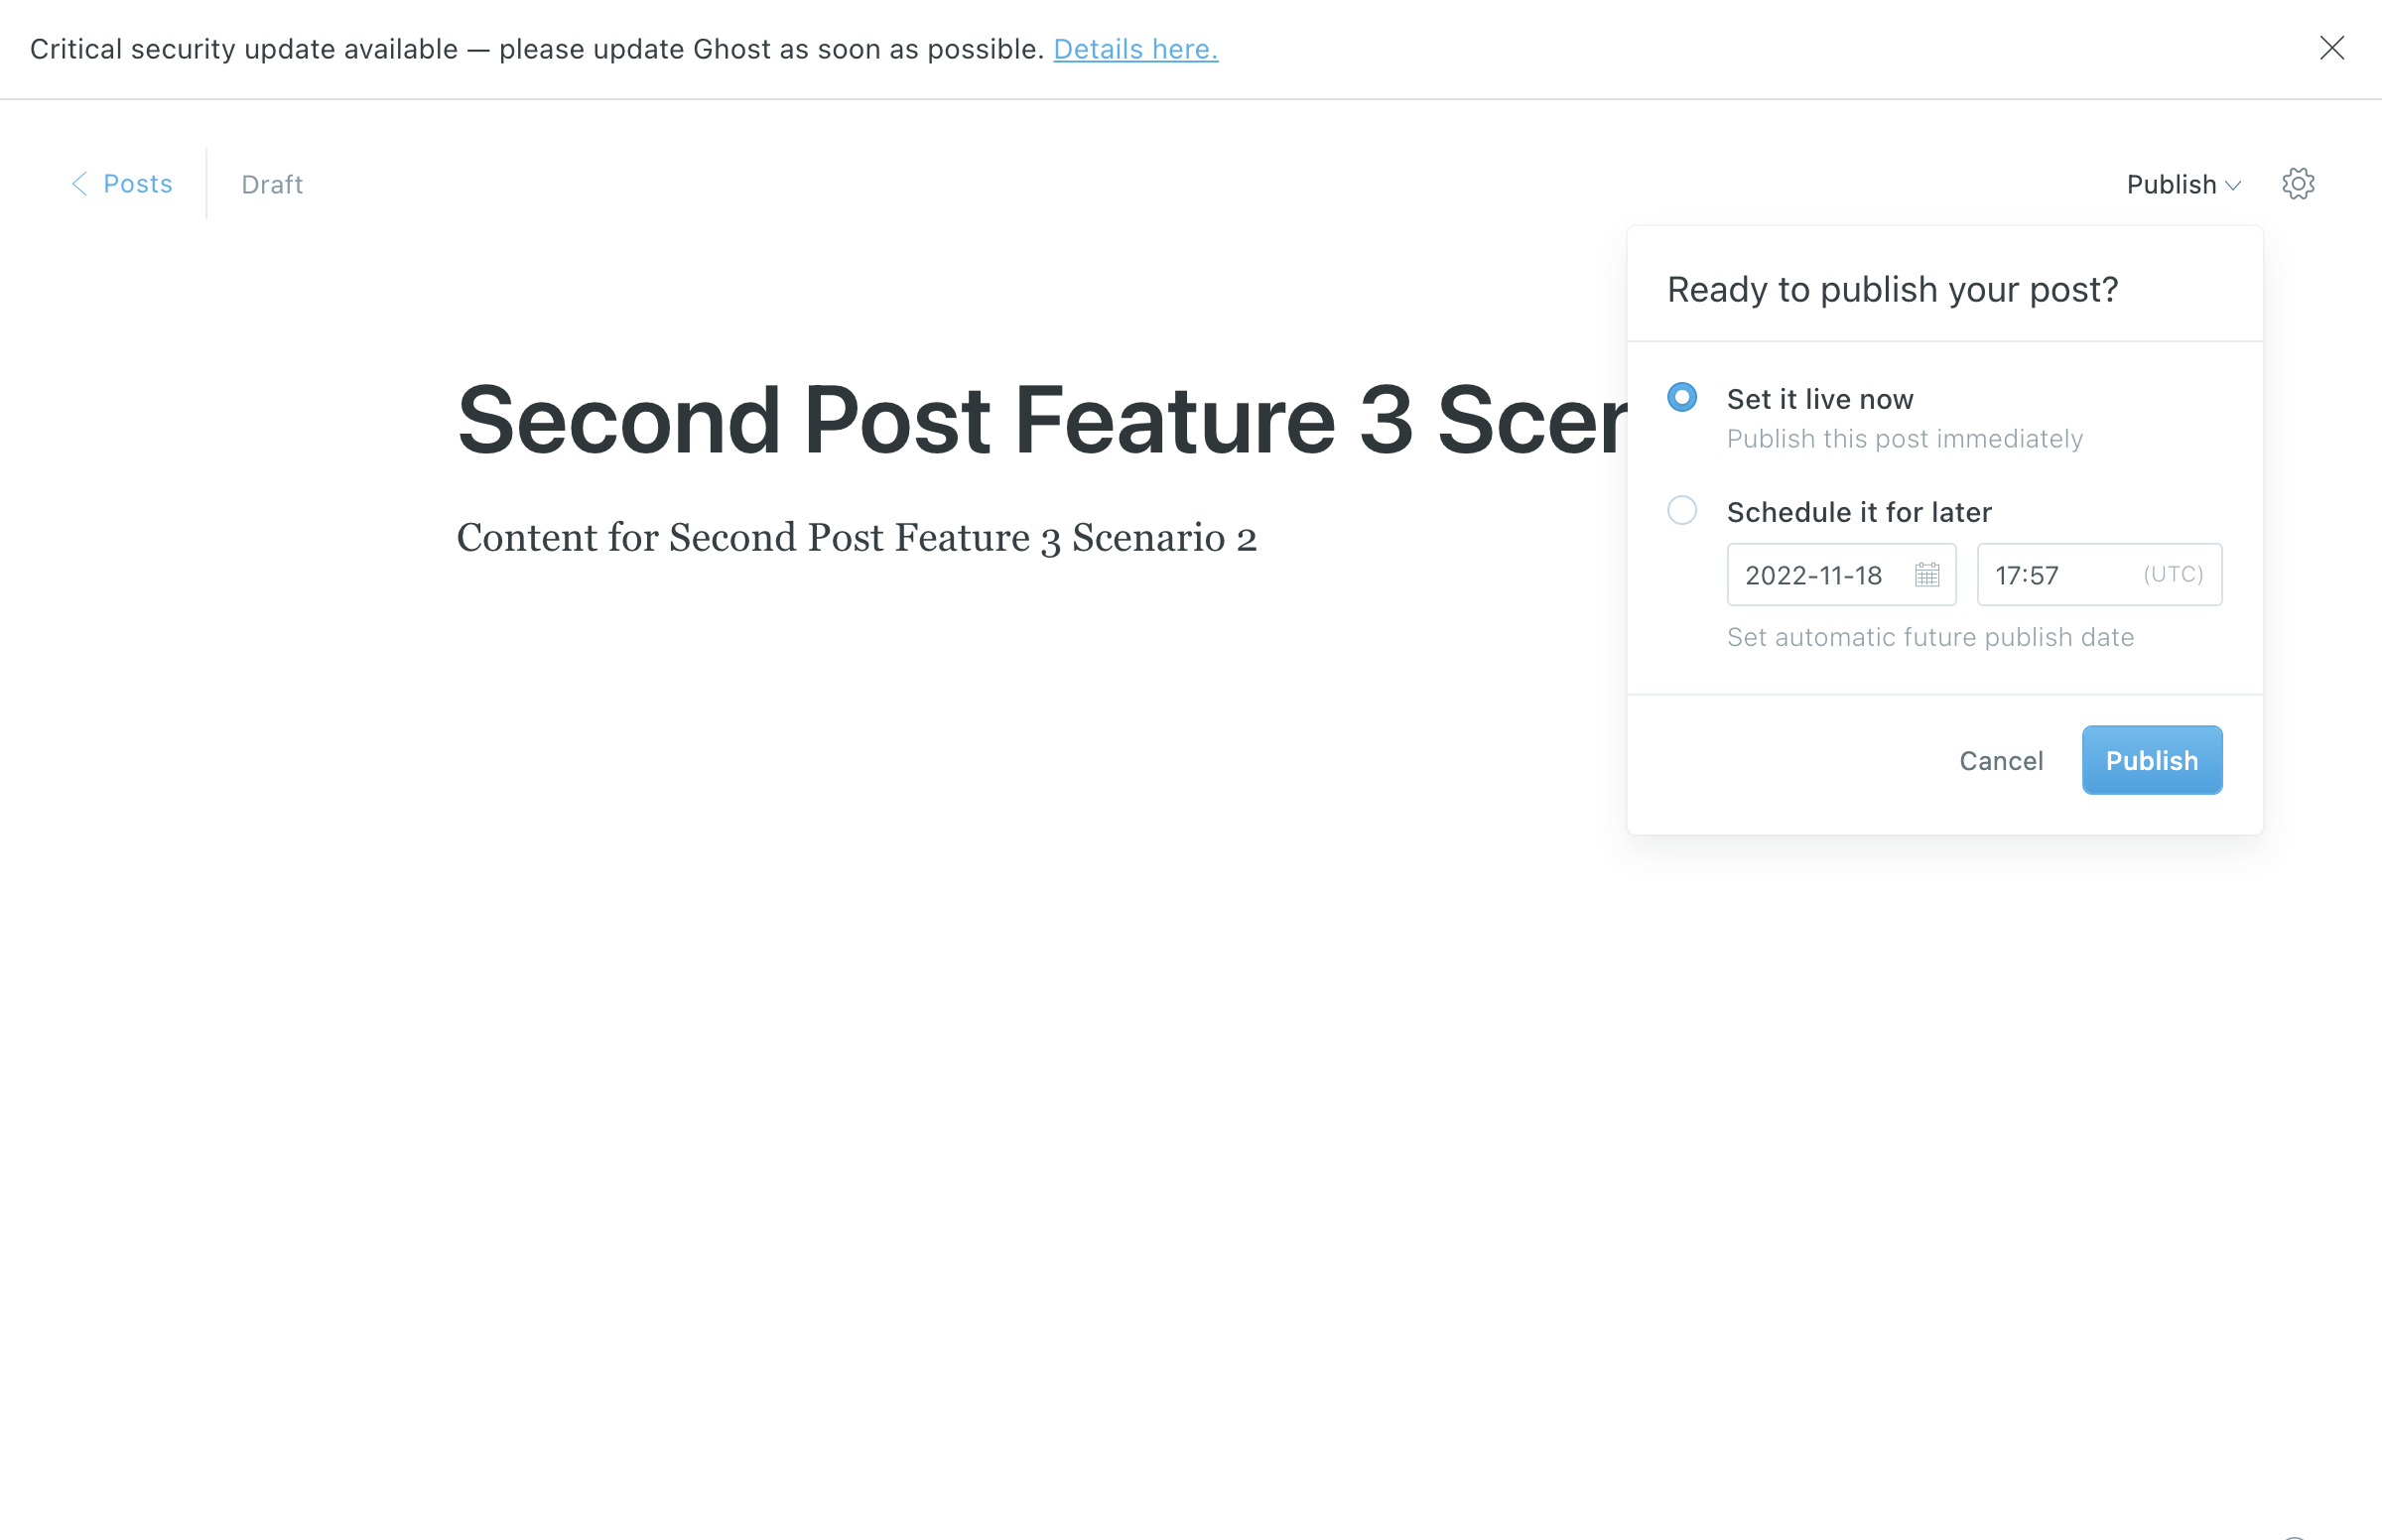 Critical security update available — please update Ghost as soon as possible. Details here.
Posts
Draft
Publish
Ready to publish your post?
Second Post Feature 3 Scer
Set it live now
Publish this post immediately
Content for Second Post Feature 3 Scenario 2
Schedule it for later
2022-11-18
17:57
(UTC)
Set automatic future publish date
Cancel
Publish